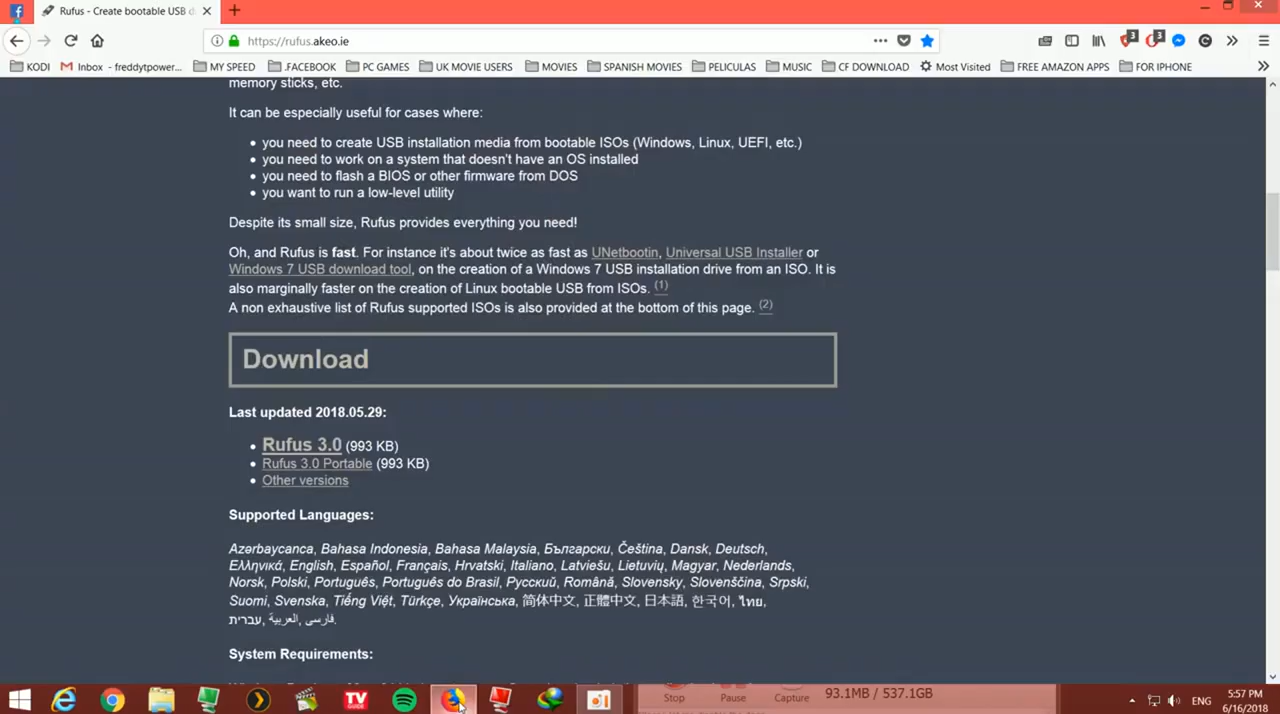 Rufus - Create bootable USB d
https://rufus.akeo.ie
3
3
KODI
Inbox - freddytpower...
MY SPEED
.FACEBOOK
PC GAMES
UK MOVIE USERS
MOVIES
SPANISH MOVIES
PELICULAS
MUSIC
CF DOWNLOAD
Most Visited
FREE AMAZON APPS
FOR IPHONE
memory sticks, etc.
It can be especially useful for cases where:
• you need to create USB installation media from bootable ISOs (Windows, Linux, UEFI, etc.)
• you need to work on a system that doesn't have an OS installed
• you need to flash a BIOS or other firmware from DOS
• you want to run a low-level utility
Despite its small size, Rufus provides everything you need!
Oh, and Rufus is fast. For instance it's about twice as fast as UNetbootin, Universal USB Installer or
Windows 7 USB download tool, on the creation of a Windows 7 USB installation drive from an ISO. It is
also marginally faster on the creation of Linux bootable USB from ISOs. (1)
A non exhaustive list of Rufus supported ISOs is also provided at the bottom of this page. (2)
Download
Last updated 2018.05.29:
• Rufus 3.0 (993 KB)
• Rufus 3.0 Portable (993 KB)
• Other versions
Supported Languages:
Azərbaycanca, Bahasa Indonesia, Bahasa Malaysia, Български, Čeština, Dansk, Deutsch,
Ελληνικά, English, Español, Français, Hrvatski, Italiano, Latviešu, Lietuvių, Magyar, Nederlands,
Norsk, Polski, Português, Português do Brasil, Русский, Română, Slovensky, Slovenščina, Srpski,
Suomi, Svenska, Tiếng Việt, Türkçe, Українська, 简体中文, 正體中文, 日本語, 한국어, ไทย,
עברית, العربية, فارسی.
System Requirements:
TV
GUIDE
Stop
Pause
Capture
93.1MB / 537.1GB
ENG
5:57 PM
6/16/2018